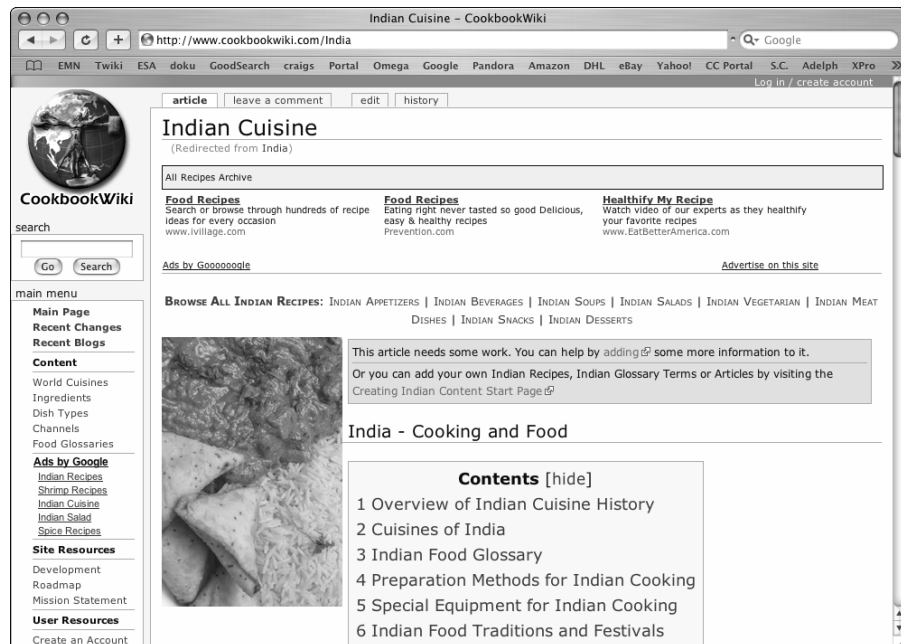 Indian Cuisine – CookbookWiki
http://www.cookbookwiki.com/India
Google
EMN Twiki ESA doku GoodSearch craigs Portal Omega Google Pandora Amazon DHL eBay Yahoo! CC Portal S.C. Adelph XPro
Log in / create account
article leave a comment edit history
CookbookWiki
search
Go Search
main menu
Main Page
Recent Changes
Recent Blogs
Content
World Cuisines
Ingredients
Dish Types
Channels
Food Glossaries
Ads by Google
Indian Recipes
Shrimp Recipes
Indian Cuisine
Indian Salad
Spice Recipes
Site Resources
Development
Roadmap
Mission Statement
User Resources
Create an Account
Indian Cuisine
(Redirected from India)
All Recipes Archive
Food Recipes
Search or browse through hundreds of recipe
ideas for every occasion
www.ivillage.com
Food Recipes
Eating right never tasted so good Delicious,
easy & healthy recipes
Prevention.com
Healthify My Recipe
Watch video of our experts as they healthify
your favorite recipes
www.EatBetterAmerica.com
Ads by Goooooogle
Advertise on this site
Browse All Indian Recipes: Indian Appetizers | Indian Beverages | Indian Soups | Indian Salads | Indian Vegetarian | Indian Meat
Dishes | Indian Snacks | Indian Desserts
This article needs some work. You can help by adding some more information to it.
Or you can add your own Indian Recipes, Indian Glossary Terms or Articles by visiting the
Creating Indian Content Start Page
India - Cooking and Food
Contents [hide]
1 Overview of Indian Cuisine History
2 Cuisines of India
3 Indian Food Glossary
4 Preparation Methods for Indian Cooking
5 Special Equipment for Indian Cooking
6 Indian Food Traditions and Festivals